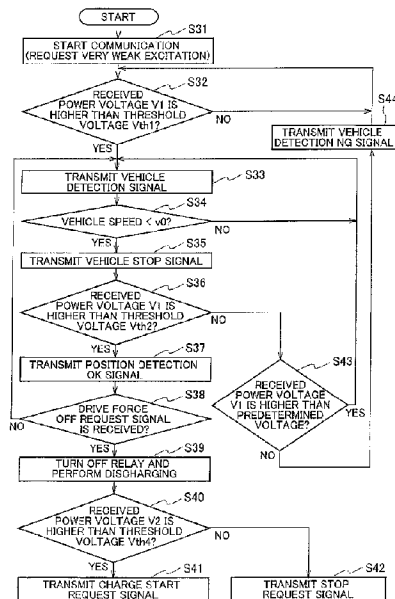 START
S31
START COMMUNICATION
(REQUEST VERY WEAK EXCITATION)
S32
RECEIVED
POWER VOLTAGE V1 IS
HIGHER THAN THRESHOLD
VOLTAGE Vth1?
NO
YES
S44
TRANSMIT VEHICLE
DETECTION NG SIGNAL
TRANSMIT VEHICLE
DETECTION SIGNAL
S33
S34
VEHICLE SPEED < v0?
NO
YES
S35
TRANSMIT VEHICLE STOP SIGNAL
S36
RECEIVED
POWER VOLTAGE V1 IS
HIGHER THAN THRESHOLD
VOLTAGE Vth2?
NO
YES
S37
TRANSMIT POSITION DETECTION
OK SIGNAL
S43
RECEIVED
POWER VOLTAGE
V1 IS HIGHER THAN
PREDETERMINED
VOLTAGE?
YES
NO
S38
DRIVE FORCE
OFF REQUEST SIGNAL
IS RECEIVED?
NO
YES
S39
TURN OFF RELAY AND
PERFORM DISCHARGING
S40
RECEIVED
POWER VOLTAGE V2 IS
HIGHER THAN THRESHOLD
VOLTAGE Vth4?
NO
YES
S41
TRANSMIT CHARGE START
REQUEST SIGNAL
S42
TRANSMIT STOP
REQUEST SIGNAL